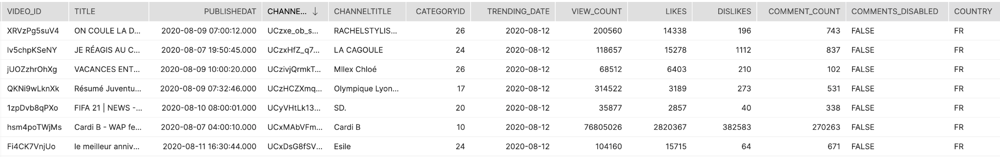 VIDEO_ID TITLE PUBLISHEDAT CHANNE... ↓ CHANNELTITLE CATEGORYID TRENDING_DATE VIEW_COUNT LIKES DISLIKES COMMENT_COUNT COMMENTS_DISABLED COUNTRY
XRVzPg5suV4 ON COULE LA D... 2020-08-09 07:00:12.000 UCzxe_ob_s... RACHELSTYLIS... 26 2020-08-12 200560 14338 196 743 FALSE FR
lv5chpKSeNY JE RÉAGIS AU C... 2020-08-07 19:50:45.000 UCzxHfZ_q7... LA CAGOULE 24 2020-08-12 118657 15278 1112 837 FALSE FR
jUOZzhrOhXg VACANCES ENT... 2020-08-09 10:00:20.000 UCzivjQrmkT... Mllex Chloé 26 2020-08-12 68512 6403 210 102 FALSE FR
QKNi9wLknXk Résumé Juventu... 2020-08-09 07:32:46.000 UCzHCZXmq... Olympique Lyon... 17 2020-08-12 314522 3189 273 531 FALSE FR
1zpDvb8qPXo FIFA 21 | NEWS -... 2020-08-10 08:00:01.000 UCyVHtLk13... SD. 20 2020-08-12 35877 2857 40 338 FALSE FR
hsm4poTWjMs Cardi B - WAP fe... 2020-08-07 04:00:10.000 UCxMAbVFm... Cardi B 10 2020-08-12 76805026 2820367 382583 270263 FALSE FR
Fi4CK7VnjUo le meilleur anniv... 2020-08-11 16:30:44.000 UCxDsG8fSV... Esile 24 2020-08-12 104160 15715 64 671 FALSE FR